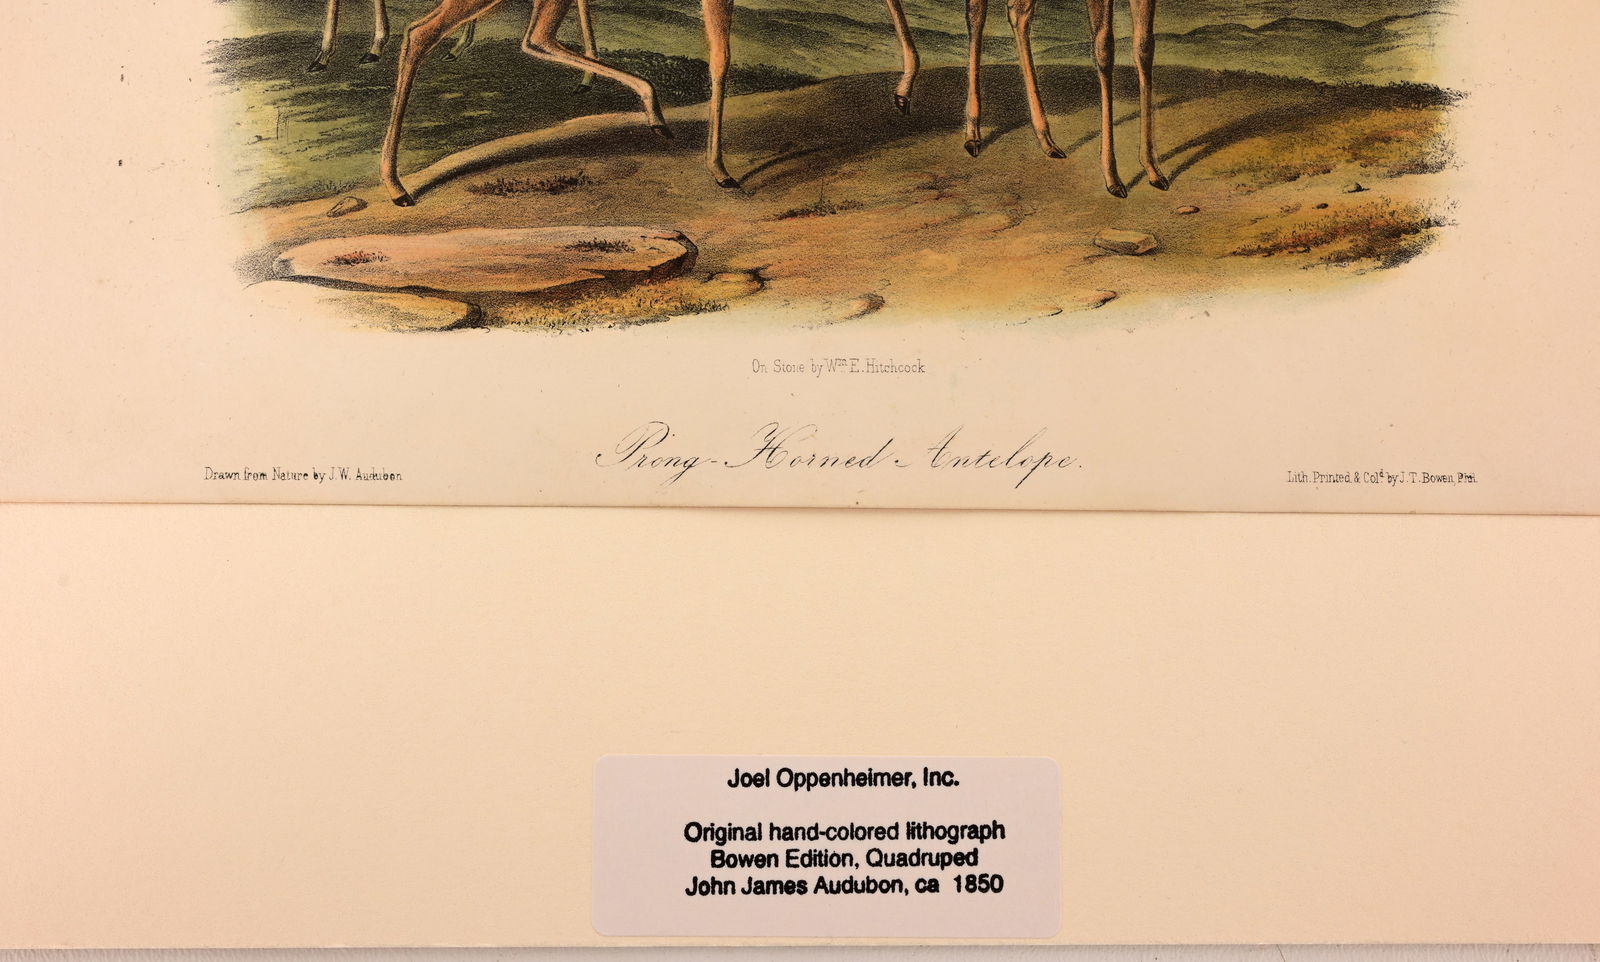 On Stone by Wm E. Hitchcock
Prong-Horned-Antelope.
Drawn from Nature by J.W. Audubon
Lith. Printed & Cold by J.T. Bowen, Phil.
Joel Oppenheimer, Inc.
Original hand-colored lithograph
Bowen Edition, Quadruped
John James Audubon, ca 1850